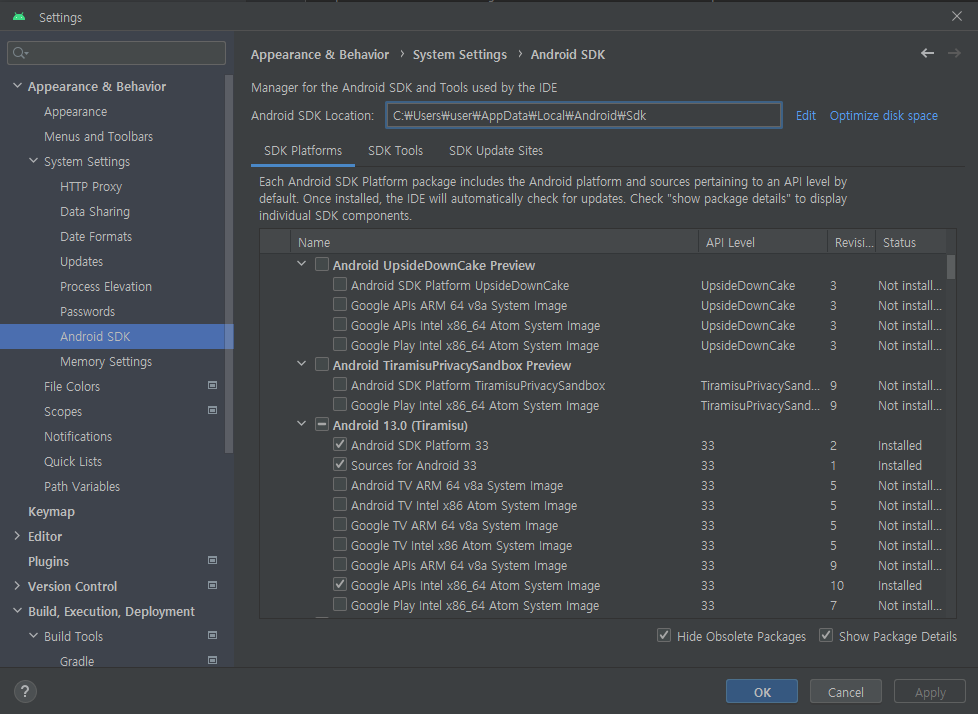 Settings
Appearance & Behavior
Appearance
Menus and Toolbars
System Settings
HTTP Proxy
Data Sharing
Date Formats
Updates
Process Elevation
Passwords
Android SDK
Memory Settings
File Colors
Scopes
Notifications
Quick Lists
Path Variables
Keymap
Editor
Plugins
Version Control
Build, Execution, Deployment
Build Tools
Gradle
?
Appearance & Behavior › System Settings › Android SDK
Manager for the Android SDK and Tools used by the IDE
Android SDK Location: C:₩Users₩user₩AppData₩Local₩Android₩Sdk Edit Optimize disk space
SDK Platforms SDK Tools SDK Update Sites
Each Android SDK Platform package includes the Android platform and sources pertaining to an API level by
default. Once installed, the IDE will automatically check for updates. Check "show package details" to display
individual SDK components.
Name API Level Revisi... Status
Android UpsideDownCake Preview
Android SDK Platform UpsideDownCake UpsideDownCake 3 Not install...
Google APIs ARM 64 v8a System Image UpsideDownCake 3 Not install...
Google APIs Intel x86_64 Atom System Image UpsideDownCake 3 Not install...
Google Play Intel x86_64 Atom System Image UpsideDownCake 3 Not install...
Android TiramisuPrivacySandbox Preview
Android SDK Platform TiramisuPrivacySandbox TiramisuPrivacySand... 9 Not install...
Google Play Intel x86_64 Atom System Image TiramisuPrivacySand... 9 Not install...
Android 13.0 (Tiramisu)
Android SDK Platform 33 33 2 Installed
Sources for Android 33 33 1 Installed
Android TV ARM 64 v8a System Image 33 5 Not install...
Android TV Intel x86 Atom System Image 33 5 Not install...
Google TV ARM 64 v8a System Image 33 5 Not install...
Google TV Intel x86 Atom System Image 33 5 Not install...
Google APIs ARM 64 v8a System Image 33 9 Not install...
Google APIs Intel x86_64 Atom System Image 33 10 Installed
Google Play Intel x86_64 Atom System Image 33 7 Not install...
Hide Obsolete Packages Show Package Details
OK Cancel Apply